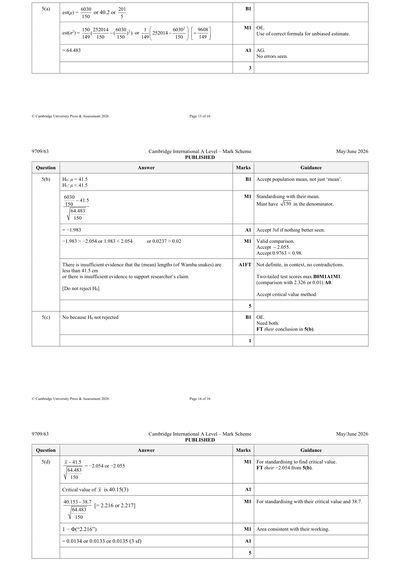 5(a)
est(μ) = 6030/150 or 40.2 or 201/5
B1
est(σ²) = 150/149 (252014/150 − (6030/150)²) or 1/149 [252014 − 6030²/150] [= 9608/149]
M1
OE.
Use of correct formula for unbiased estimate.
= 64.483
A1
AG.
No errors seen.
3
© Cambridge University Press & Assessment 2026
Page 15 of 16
9709/63
Cambridge International A Level – Mark Scheme
PUBLISHED
May/June 2026
Question Answer Marks Guidance
5(b)
H₀: μ = 41.5
H₁: μ < 41.5
B1
Accept population mean, not just 'mean'.
(6030/150 − 41.5) / √(64.483/150)
M1
Standardising with their mean.
Must have √150 in the denominator.
= −1.983
A1
Accept 3sf if nothing better seen.
−1.983 > −2.054 or 1.983 < 2.054 or 0.0237 > 0.02
M1
Valid comparison.
Accept −2.055.
Accept 0.9763 < 0.98.
There is insufficient evidence that the (mean) lengths (of Wamba snakes) are
less than 41.5 cm
or there is insufficient evidence to support researcher's claim
[Do not reject H₀]
A1FT
Not definite, in context, no contradictions.
Two-tailed test scores max B0M1A1M1.
(comparison with 2.326 or 0.01) A0.
Accept critical value method.
5
5(c)
No because H₀ not rejected
B1
OE.
Need both.
FT their conclusion in 5(b).
1
© Cambridge University Press & Assessment 2026
Page 14 of 16
9709/63
Cambridge International A Level – Mark Scheme
PUBLISHED
May/June 2026
Question Answer Marks Guidance
5(d)
(x̄ − 41.5) / √(64.483/150) = −2.054 or −2.055
M1
For standardising to find critical value.
FT their −2.054 from 5(b).
Critical value of x̄ is 40.15(3)
A1
(40.153 − 38.7) / √(64.483/150) [= 2.216 or 2.217]
M1
For standardising with their critical value and 38.7.
1 − Φ("2.216")
M1
Area consistent with their working.
= 0.0134 or 0.0133 or 0.0135 (3 sf)
A1
5